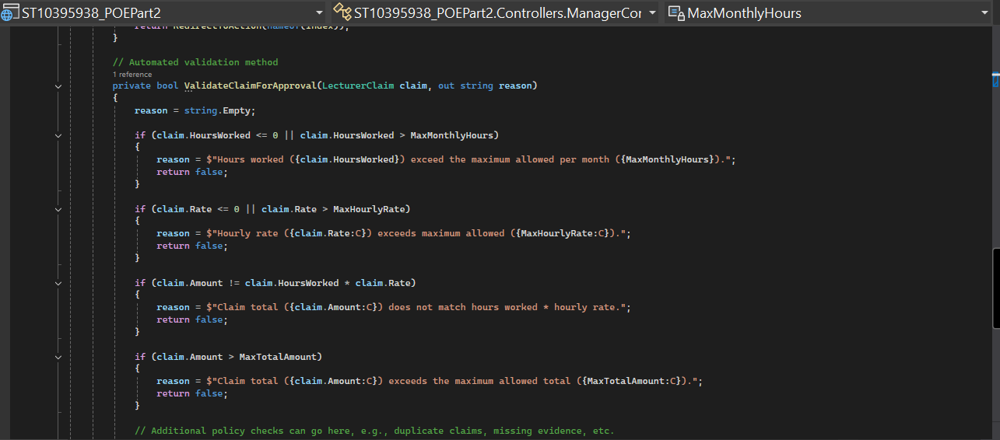 ST10395938_POEPart2
ST10395938_POEPart2.Controllers.ManagerCor
MaxMonthlyHours
return RedirectToAction(nameof(Index));
}
// Automated validation method
1 reference
private bool ValidateClaimForApproval(LecturerClaim claim, out string reason)
{
reason = string.Empty;
if (claim.HoursWorked <= 0 || claim.HoursWorked > MaxMonthlyHours)
{
reason = $"Hours worked ({claim.HoursWorked}) exceed the maximum allowed per month ({MaxMonthlyHours}).";
return false;
}
if (claim.Rate <= 0 || claim.Rate > MaxHourlyRate)
{
reason = $"Hourly rate ({claim.Rate:C}) exceeds maximum allowed ({MaxHourlyRate:C}).";
return false;
}
if (claim.Amount != claim.HoursWorked * claim.Rate)
{
reason = $"Claim total ({claim.Amount:C}) does not match hours worked * hourly rate.";
return false;
}
if (claim.Amount > MaxTotalAmount)
{
reason = $"Claim total ({claim.Amount:C}) exceeds the maximum allowed total ({MaxTotalAmount:C}).";
return false;
}
// Additional policy checks can go here, e.g., duplicate claims, missing evidence, etc.